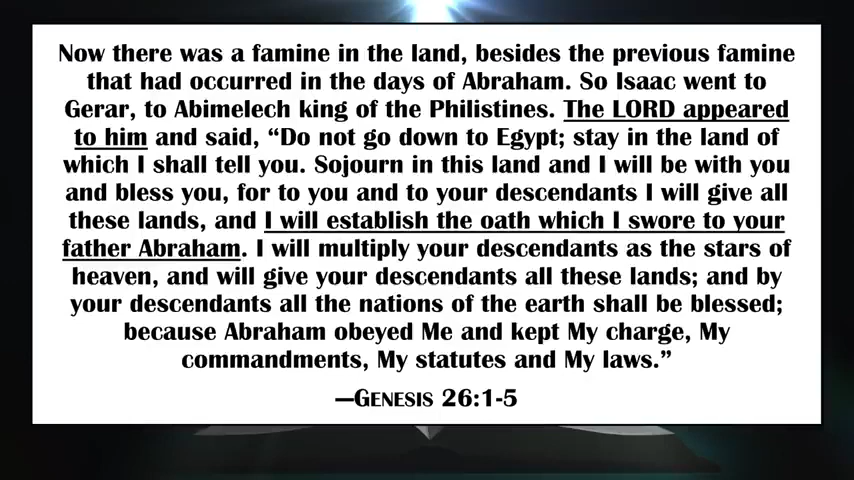 Now there was a famine in the land, besides the previous famine
that had occurred in the days of Abraham. So Isaac went to
Gerar, to Abimelech king of the Philistines. The LORD appeared
to him and said, “Do not go down to Egypt; stay in the land of
which I shall tell you. Sojourn in this land and I will be with you
and bless you, for to you and to your descendants I will give all
these lands, and I will establish the oath which I swore to your
father Abraham. I will multiply your descendants as the stars of
heaven, and will give your descendants all these lands; and by
your descendants all the nations of the earth shall be blessed;
because Abraham obeyed Me and kept My charge, My
commandments, My statutes and My laws.”
—GENESIS 26:1-5